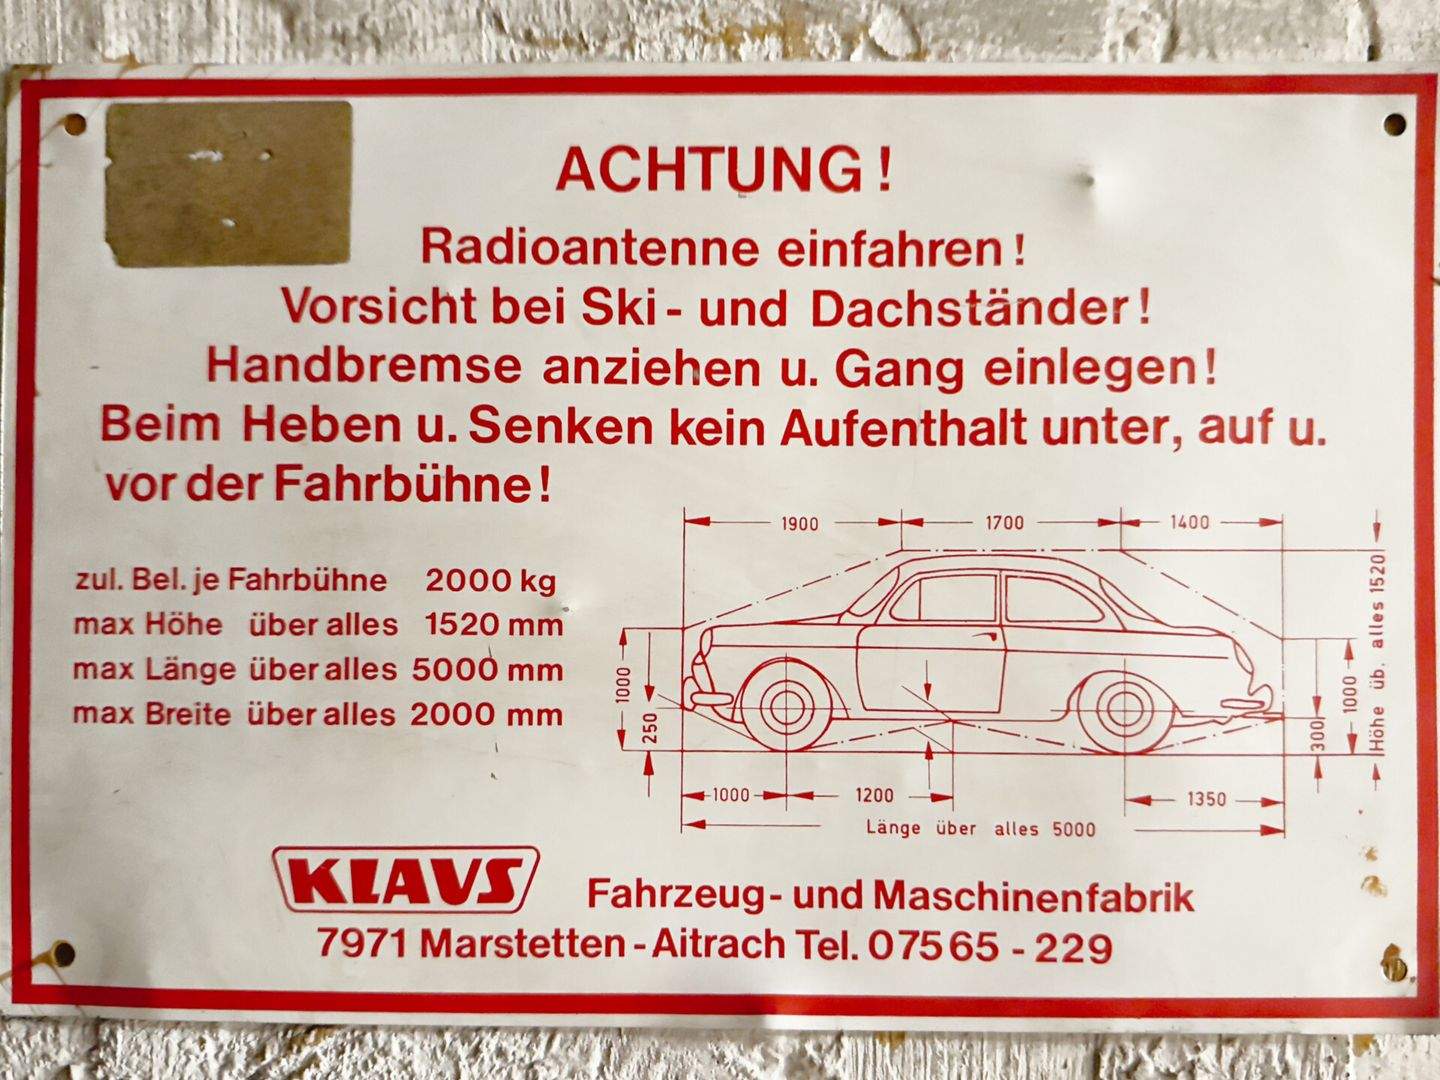 ACHTUNG!
Radioantenne einfahren!
Vorsicht bei Ski- und Dachständer!
Handbremse anziehen u. Gang einlegen!
Beim Heben u. Senken kein Aufenthalt unter, auf u.
vor der Fahrbühne!
zul. Bel. je Fahrbühne 2000 kg
max Höhe über alles 1520 mm
max Länge über alles 5000 mm
max Breite über alles 2000 mm
1900 1700 1400
1000
250
300
1000
Höhe üb. alles 1520
1000 1200 1350
Länge über alles 5000
KLAUS Fahrzeug- und Maschinenfabrik
7971 Marstetten-Aitrach Tel. 07565-229